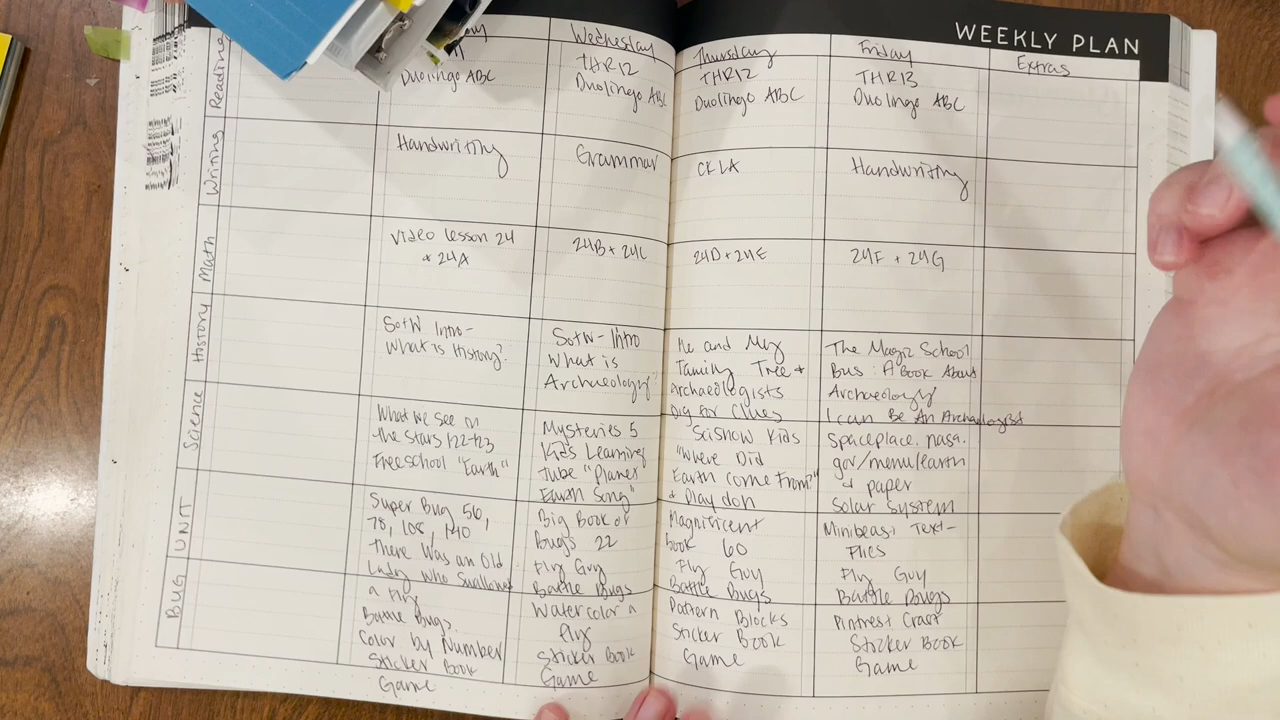 WEEKLY PLAN
Wednesday
Thursday
Friday
Extras
Reading
Duolingo ABC
THR12
Duolingo ABC
THR12
Duolingo ABC
THR13
Duolingo ABC
Writing
Handwriting
Grammar
CKLA
Handwriting
Math
Video lesson 24
+ 24A
24B + 24C
24D + 24E
24F + 24G
History
SotW Intro-
What is History?
SotW - Intro
What is
Archaeology?
Me and My
Family Tree +
Archaeologists
Dig for Clues
The Magic School
Bus: A Book About
Archaeology
I can Be An Archaeologist
Science
What we see on
the Stars 122-123
Freeschool "Earth"
Mysteries 5
Kids Learning
Tube "Planet
Earth Song"
SciShow Kids
"Where Did
Earth Come From?"
+ Playdoh
Spaceplace.nasa.
gov/menu/earth
+ paper
Solar System
BUG UNIT
Super Bug 56,
78, 108, 140
There Was an Old
Lady Who Swallowed
a Fly
Battle Bugs
Color by Number
Sticker Book
Game
Big Book of
Bugs 22
Fly Guy
Battle Bugs
Watercolor a
Fly
Sticker Book
Game
Magnificent
Book 60
Fly Guy
Battle Bugs
Pattern Blocks
Sticker Book
Game
Minibeast Text-
Flies
Fly Guy
Battle Bugs
Pintrest Craft
Sticker Book
Game